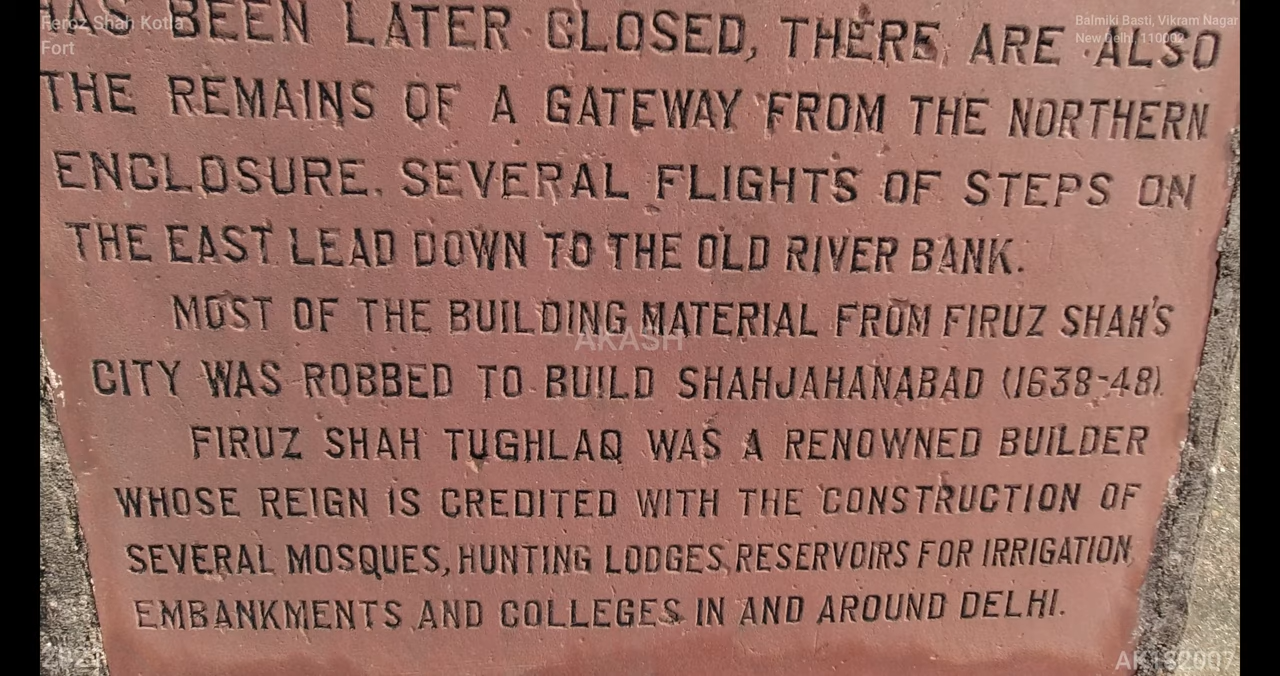 Feroz Shah Kotla
Fort
Balmiki Basti, Vikram Nagar
New Delhi, 110002
HAS BEEN LATER CLOSED, THERE ARE ALSO
THE REMAINS OF A GATEWAY FROM THE NORTHERN
ENCLOSURE. SEVERAL FLIGHTS OF STEPS ON
THE EAST LEAD DOWN TO THE OLD RIVER BANK.
MOST OF THE BUILDING MATERIAL FROM FIRUZ SHAH'S
AKASH
CITY WAS ROBBED TO BUILD SHAHJAHANABAD (1638-48).
FIRUZ SHAH TUGHLAQ WAS A RENOWNED BUILDER
WHOSE REIGN IS CREDITED WITH THE CONSTRUCTION OF
SEVERAL MOSQUES, HUNTING LODGES, RESERVOIRS FOR IRRIGATION,
EMBANKMENTS AND COLLEGES IN AND AROUND DELHI.